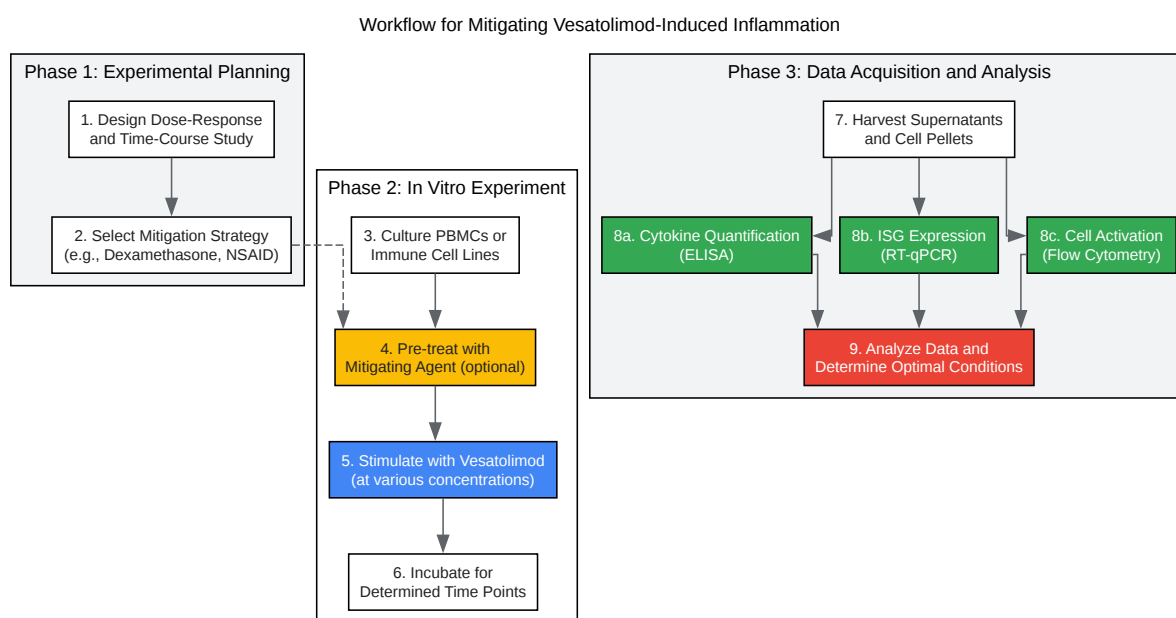 Workflow for Mitigating Vesatolimod-Induced Inflammation
Phase 1: Experimental Planning
1. Design Dose-Response
and Time-Course Study
2. Select Mitigation Strategy
(e.g., Dexamethasone, NSAID)
Phase 2: In Vitro Experiment
3. Culture PBMCs or
Immune Cell Lines
4. Pre-treat with
Mitigating Agent (optional)
5. Stimulate with Vesatolimod
(at various concentrations)
6. Incubate for
Determined Time Points
Phase 3: Data Acquisition and Analysis
7. Harvest Supernatants
and Cell Pellets
8a. Cytokine Quantification
(ELISA)
8b. ISG Expression
(RT-qPCR)
8c. Cell Activation
(Flow Cytometry)
9. Analyze Data and
Determine Optimal Conditions